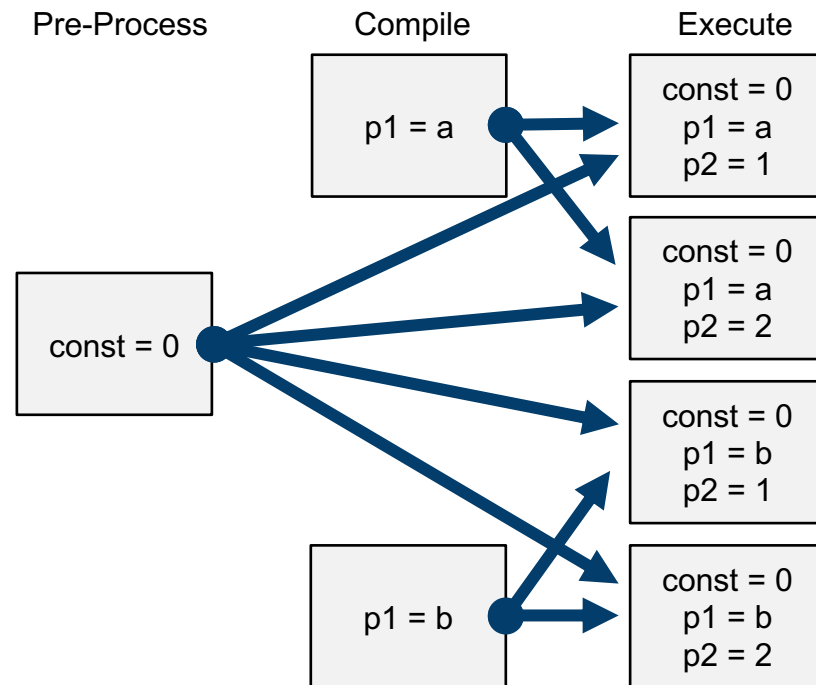 Pre-Process
Compile
Execute
p1 = a
const = 0
p1 = a
p2 = 1
const = 0
p1 = a
p2 = 2
const = 0
const = 0
p1 = b
p2 = 1
p1 = b
const = 0
p1 = b
p2 = 2